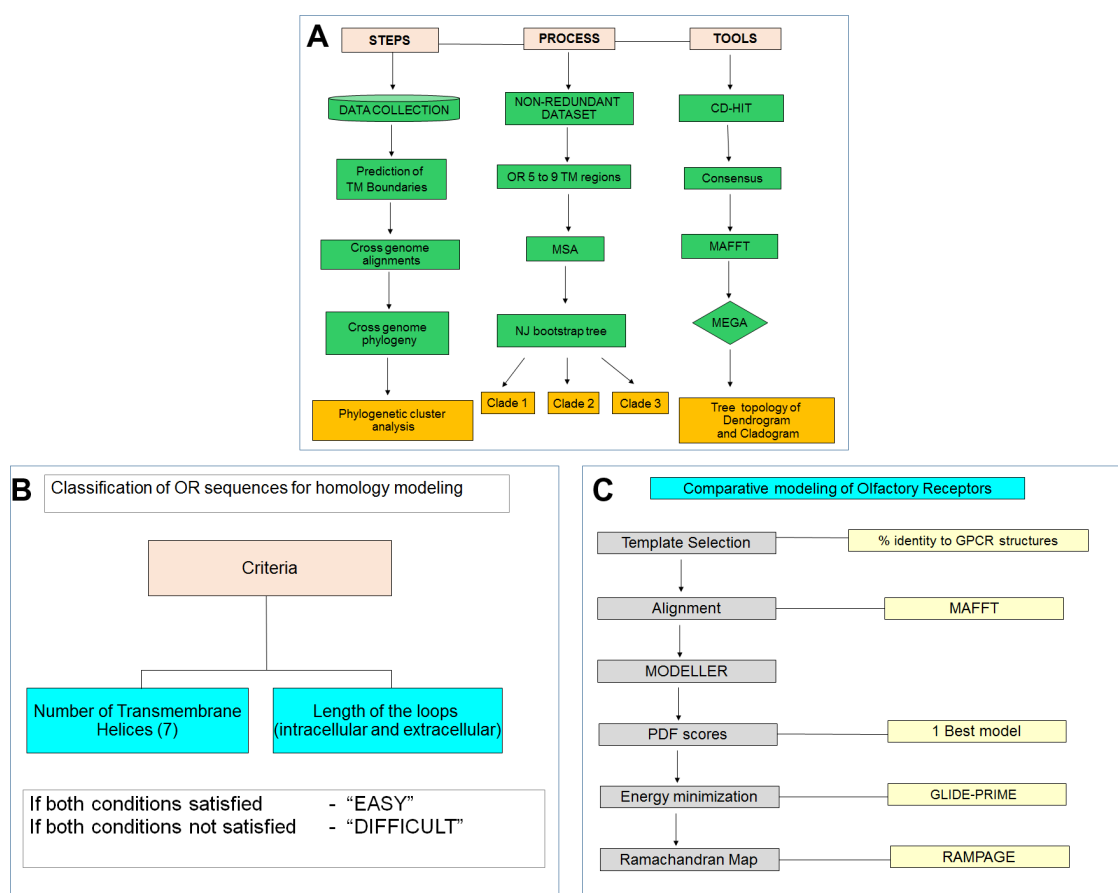 A
STEPS
PROCESS
TOOLS
DATA COLLECTION
NON-REDUNDANT
DATASET
CD-HIT
Prediction of
TM Boundaries
OR 5 to 9 TM regions
Consensus
Cross genome
alignments
MSA
MAFFT
Cross genome
phylogeny
NJ bootstrap tree
MEGA
Phylogenetic cluster
analysis
Clade 1
Clade 2
Clade 3
Tree topology of
Dendrogram
and Cladogram
B
Classification of OR sequences for homology modeling
Criteria
Number of Transmembrane
Helices (7)
Length of the loops
(intracellular and extracellular)
If both conditions satisfied - “EASY”
If both conditions not satisfied - “DIFFICULT”
C
Comparative modeling of Olfactory Receptors
Template Selection
% identity to GPCR structures
Alignment
MAFFT
MODELLER
PDF scores
1 Best model
Energy minimization
GLIDE-PRIME
Ramachandran Map
RAMPAGE